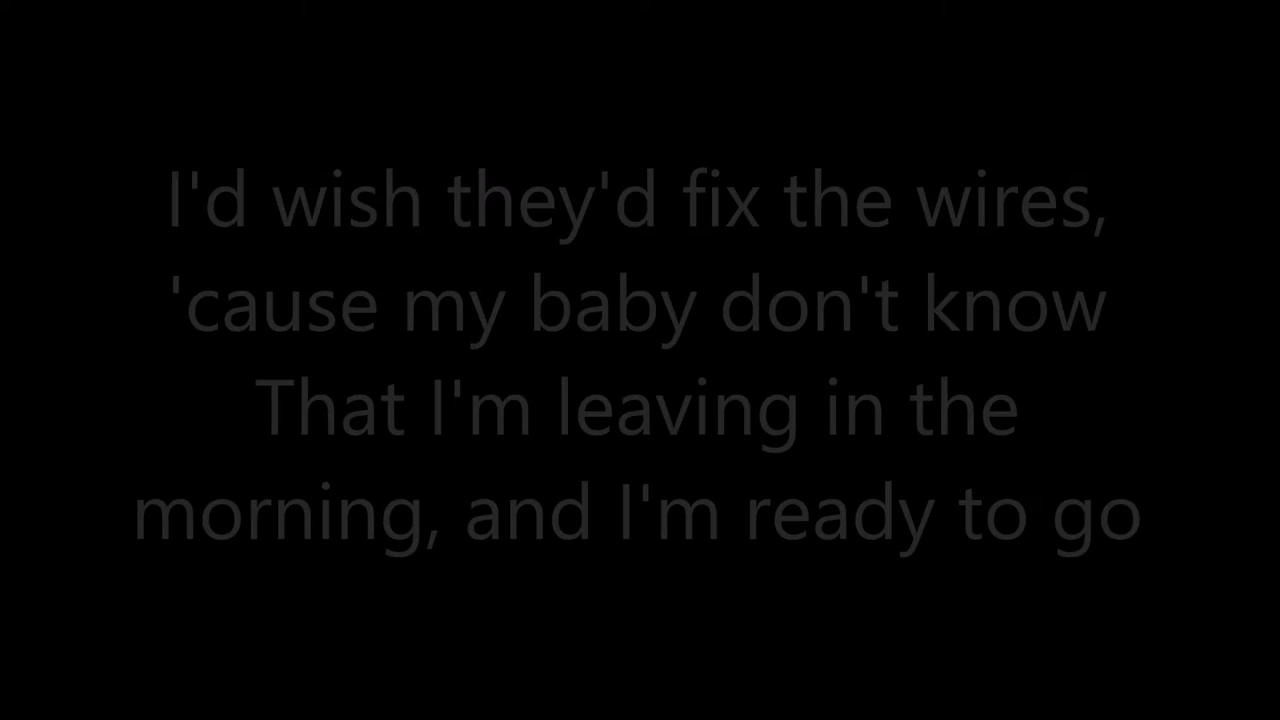 I'd wish they'd fix the wires,
'cause my baby don't know
That I'm leaving in the
morning, and I'm ready to go